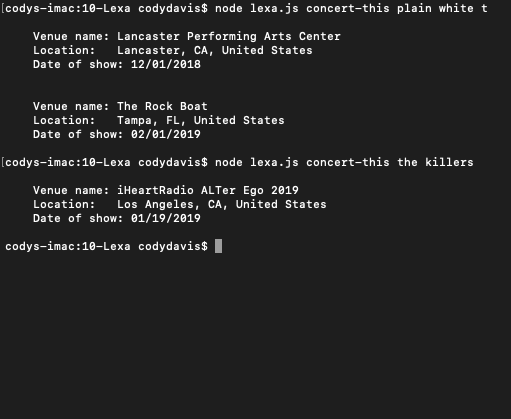 [codys-imac:10-Lexa codydavis$ node lexa.js concert-this plain white t
Venue name: Lancaster Performing Arts Center
Location:   Lancaster, CA, United States
Date of show: 12/01/2018
Venue name: The Rock Boat
Location:   Tampa, FL, United States
Date of show: 02/01/2019
[codys-imac:10-Lexa codydavis$ node lexa.js concert-this the killers
Venue name: iHeartRadio ALTer Ego 2019
Location:   Los Angeles, CA, United States
Date of show: 01/19/2019
codys-imac:10-Lexa codydavis$